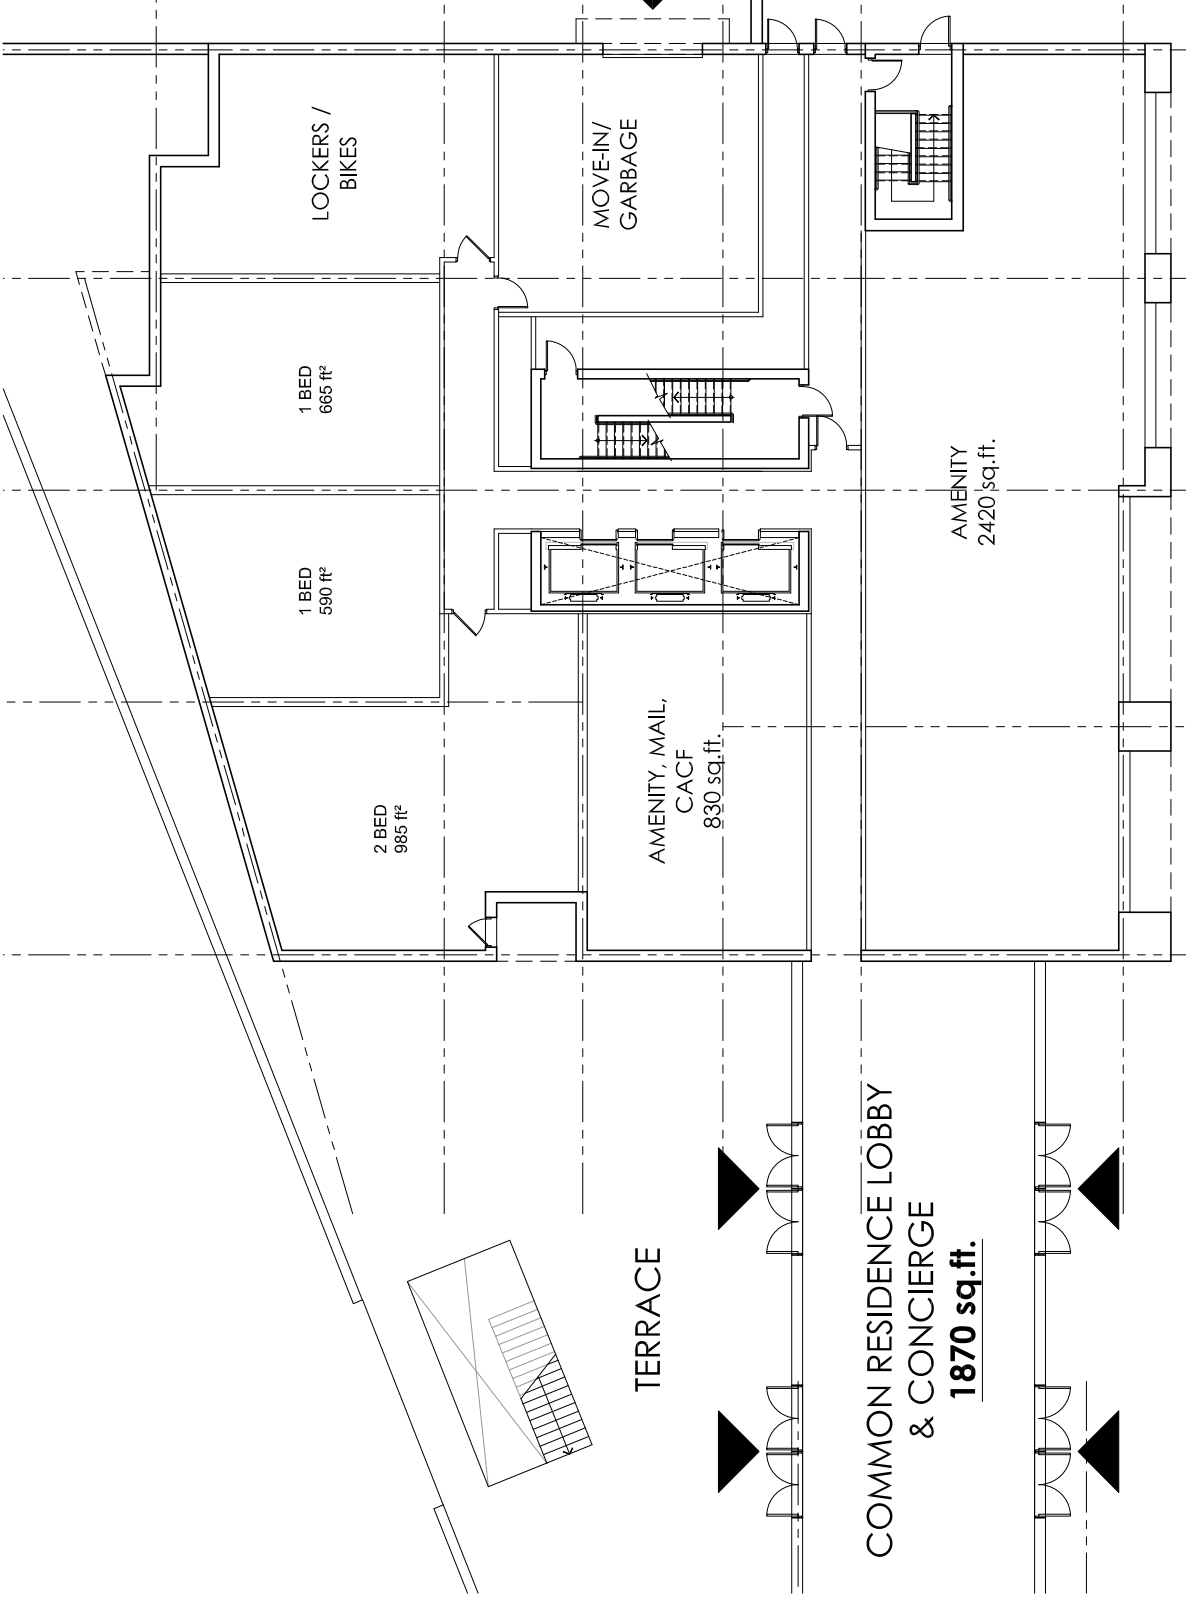 LOCKERS /
BIKES
MOVE-IN/
GARBAGE
1 BED
665 ft²
1 BED
590 ft²
AMENITY
2420 sq.ft.
2 BED
985 ft²
AMENITY, MAIL,
CACF
830 sq.ft.
TERRACE
COMMON RESIDENCE LOBBY
& CONCIERGE
1870 sq.ft.